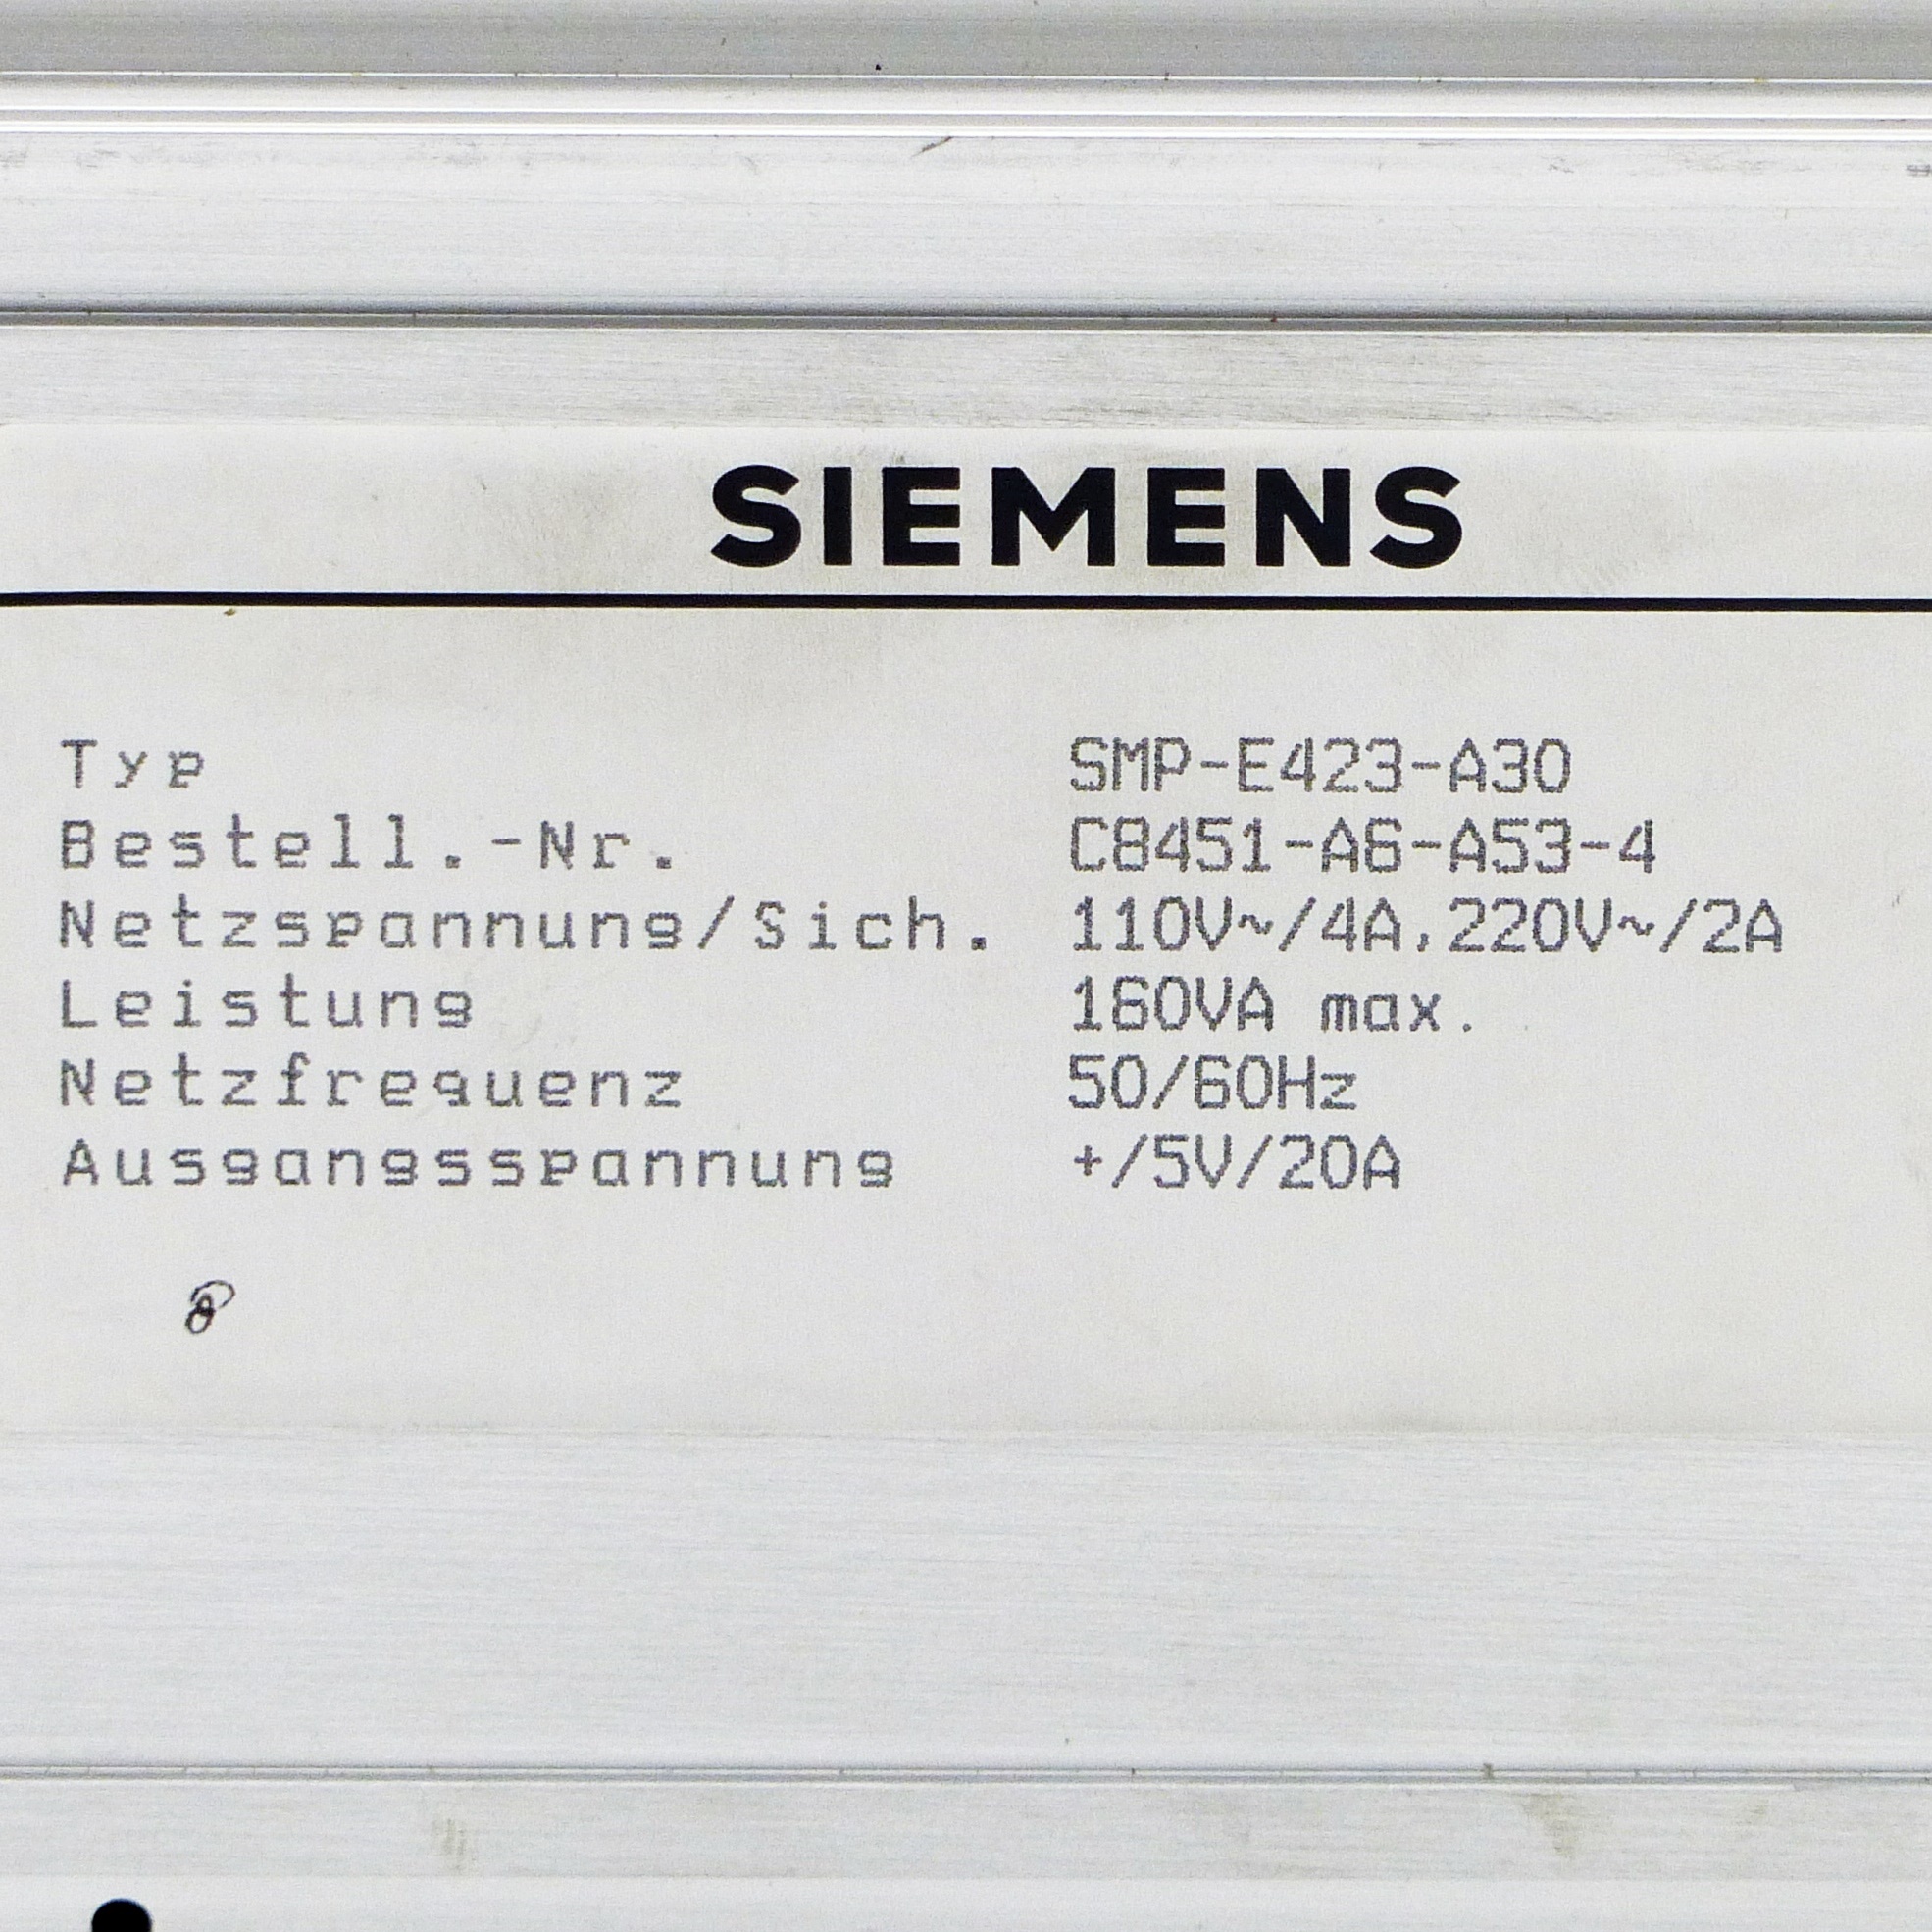 SIEMENS
Typ SMP-E423-A30
Bestell.-Nr. C8451-A6-A53-4
Netzspannung/Sich. 110V~/4A,220V~/2A
Leistung 160VA max.
Netzfrequenz 50/60Hz
Ausgangsspannung +/5V/20A